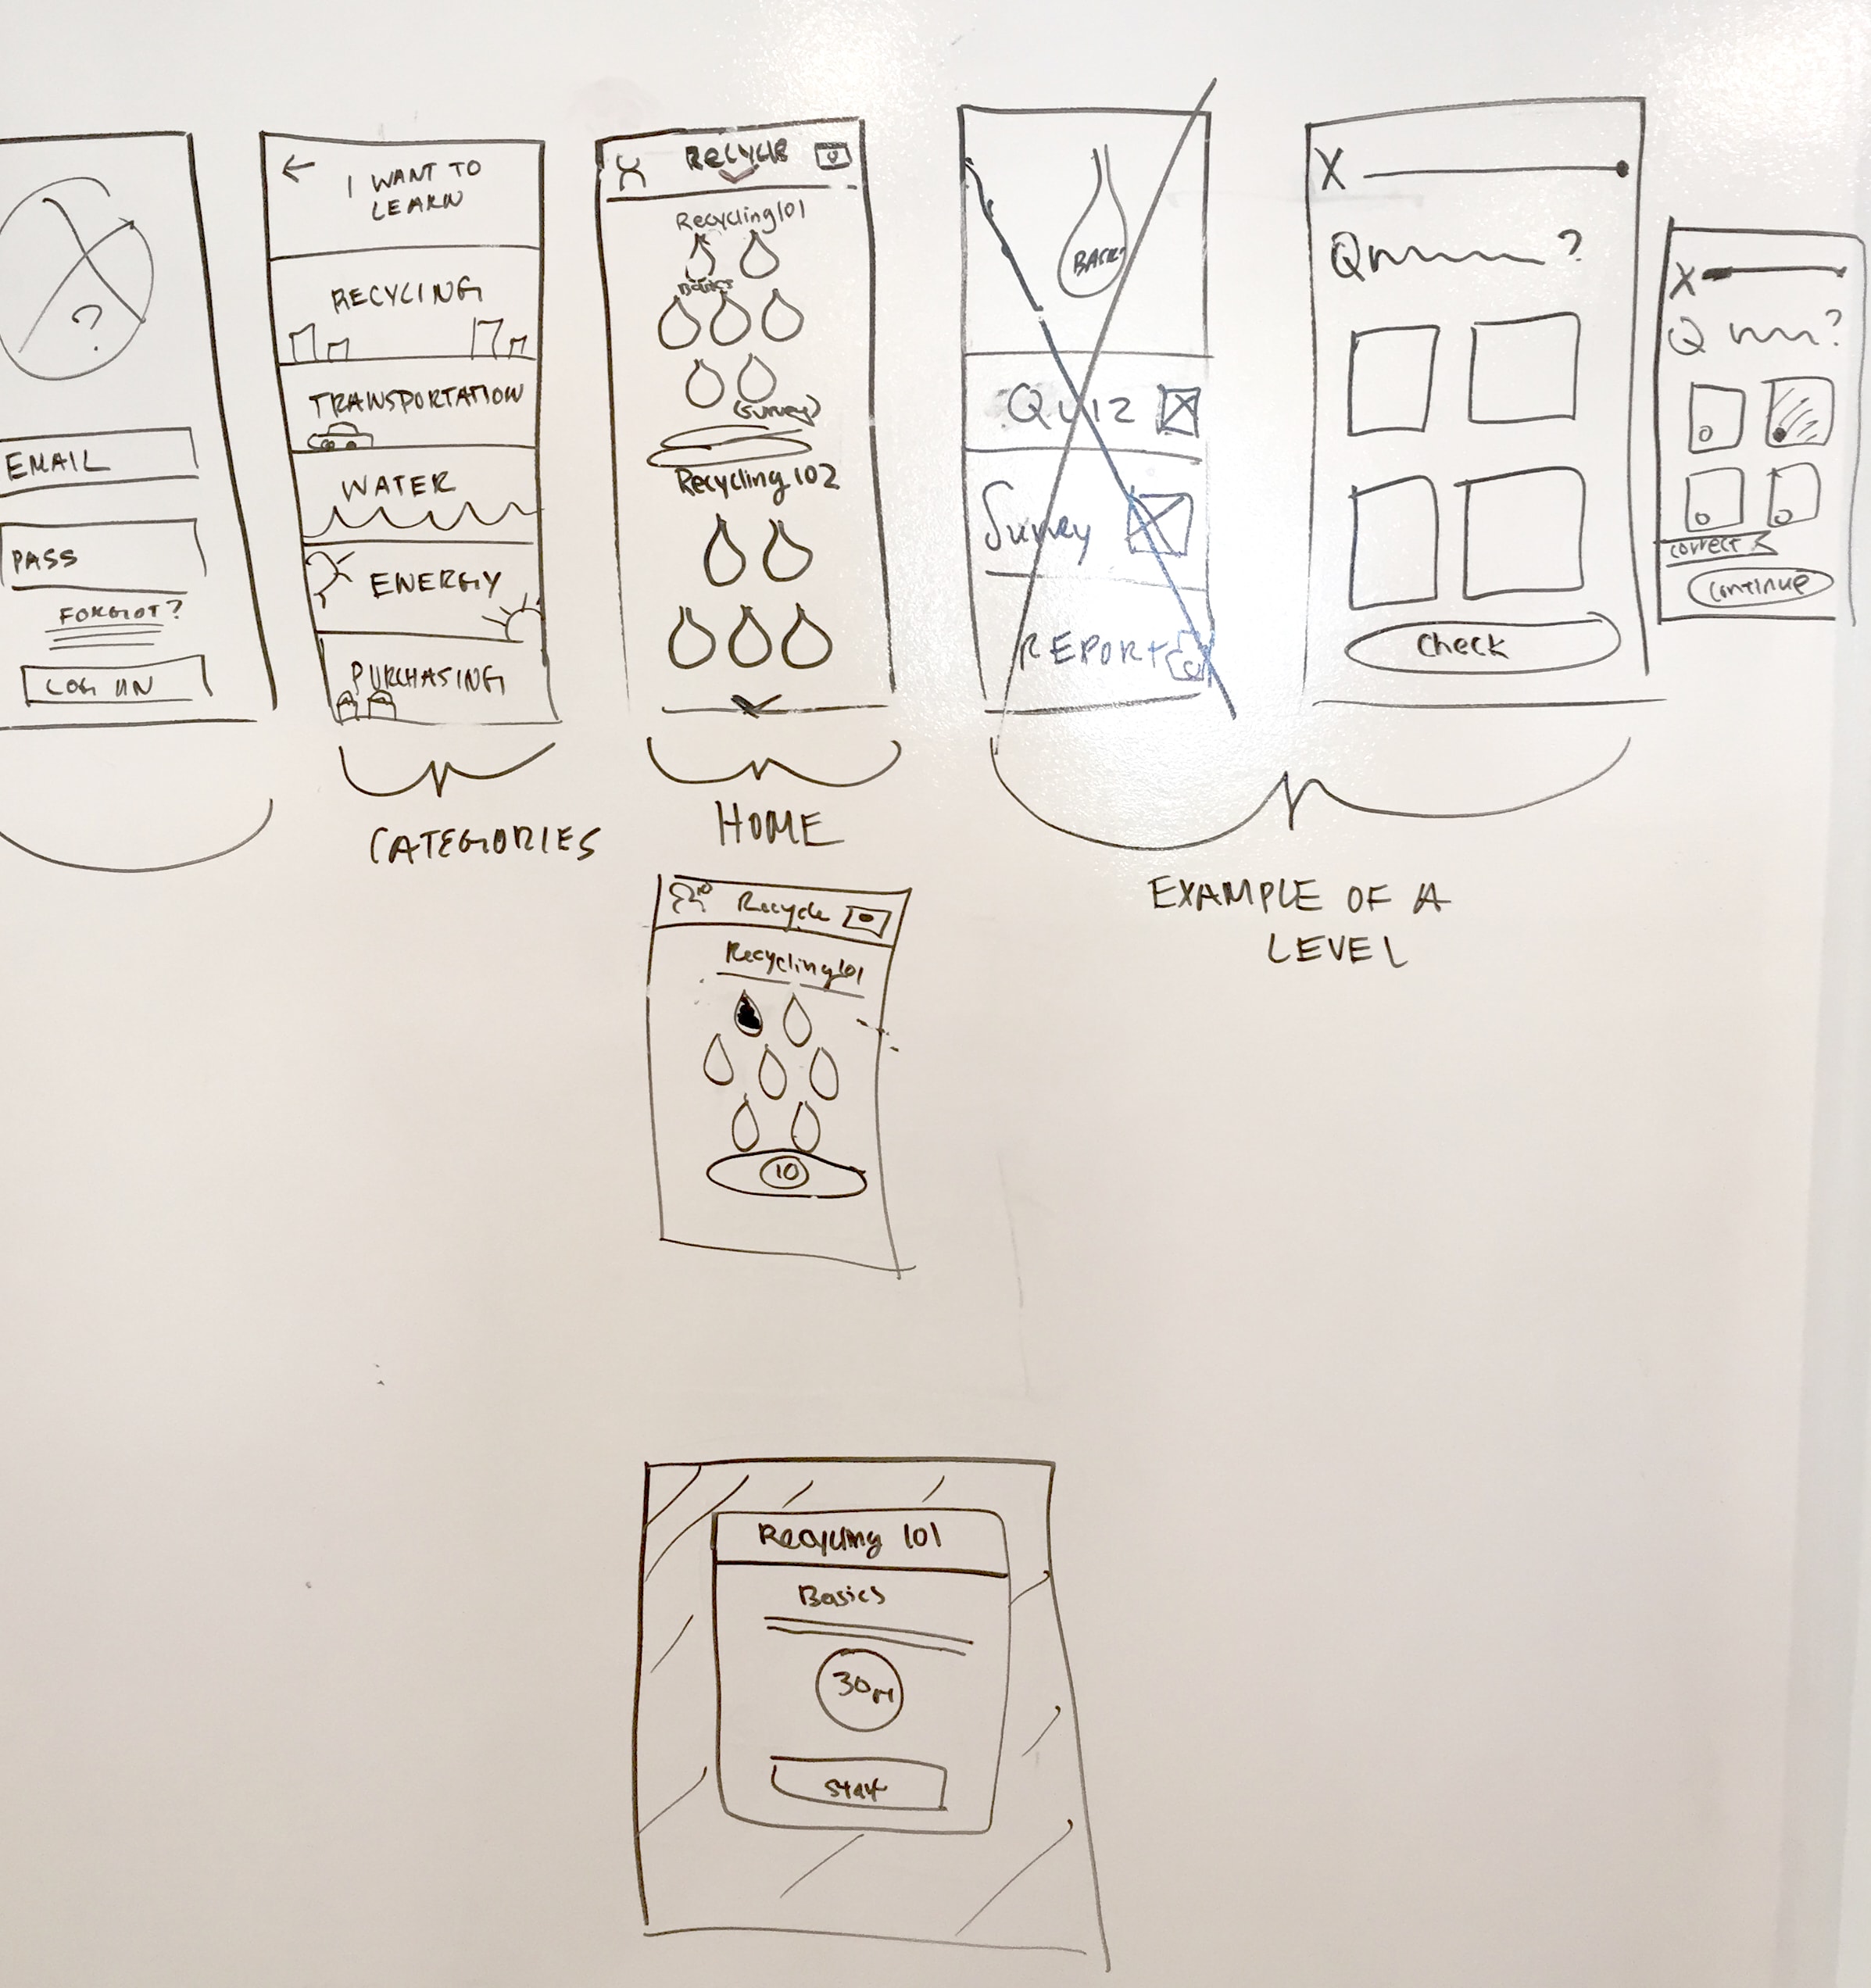 ?
EMAIL
PASS
FORGOT?
LOG IN
← I WANT TO
LEARN
RECYCLING
TRANSPORTATION
WATER
ENERGY
PURCHASING
CATEGORIES
RECYCLE
Recycling 101
Basics
(Survey)
Recycling 102
HOME
QUIZ
Survey
REPORT
X
Q ?
Check
X
Q ?
correct
Continue
EXAMPLE OF A
LEVEL
Recycle
Recycling 101
10
Recycling 101
Basics
30
Start